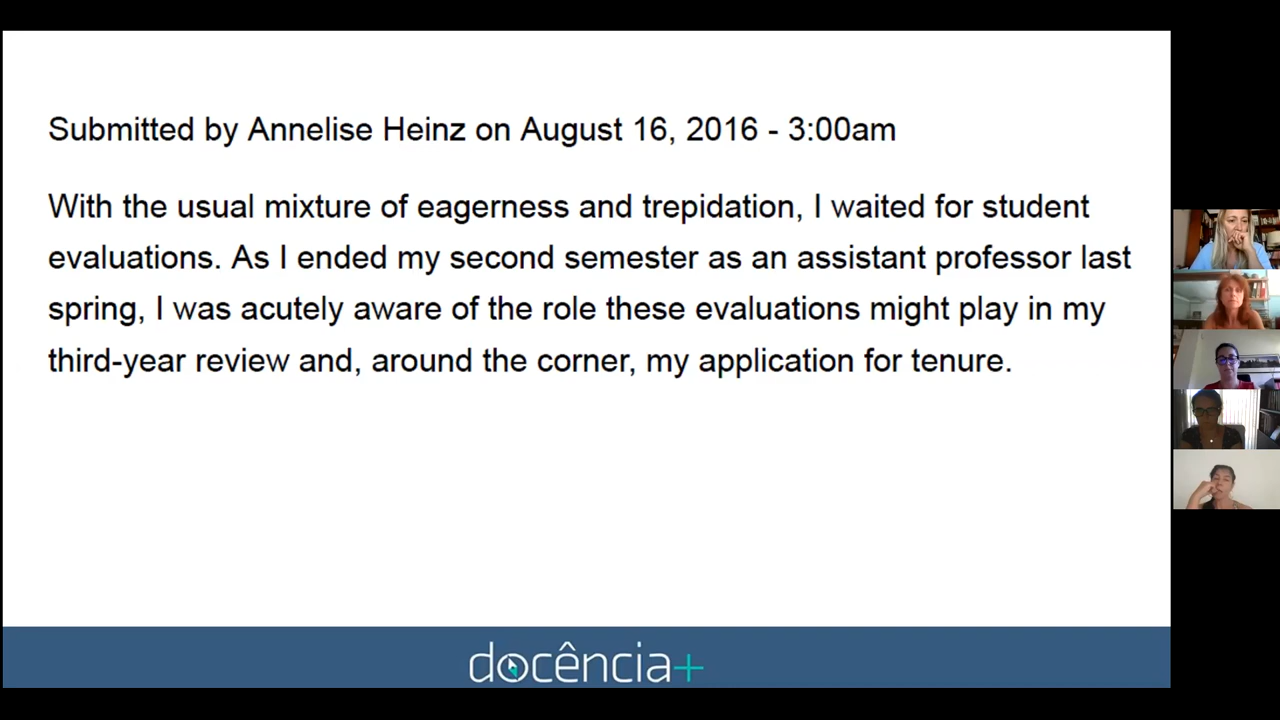 Submitted by Annelise Heinz on August 16, 2016 - 3:00am
With the usual mixture of eagerness and trepidation, I waited for student
evaluations. As I ended my second semester as an assistant professor last
spring, I was acutely aware of the role these evaluations might play in my
third-year review and, around the corner, my application for tenure.
docência+